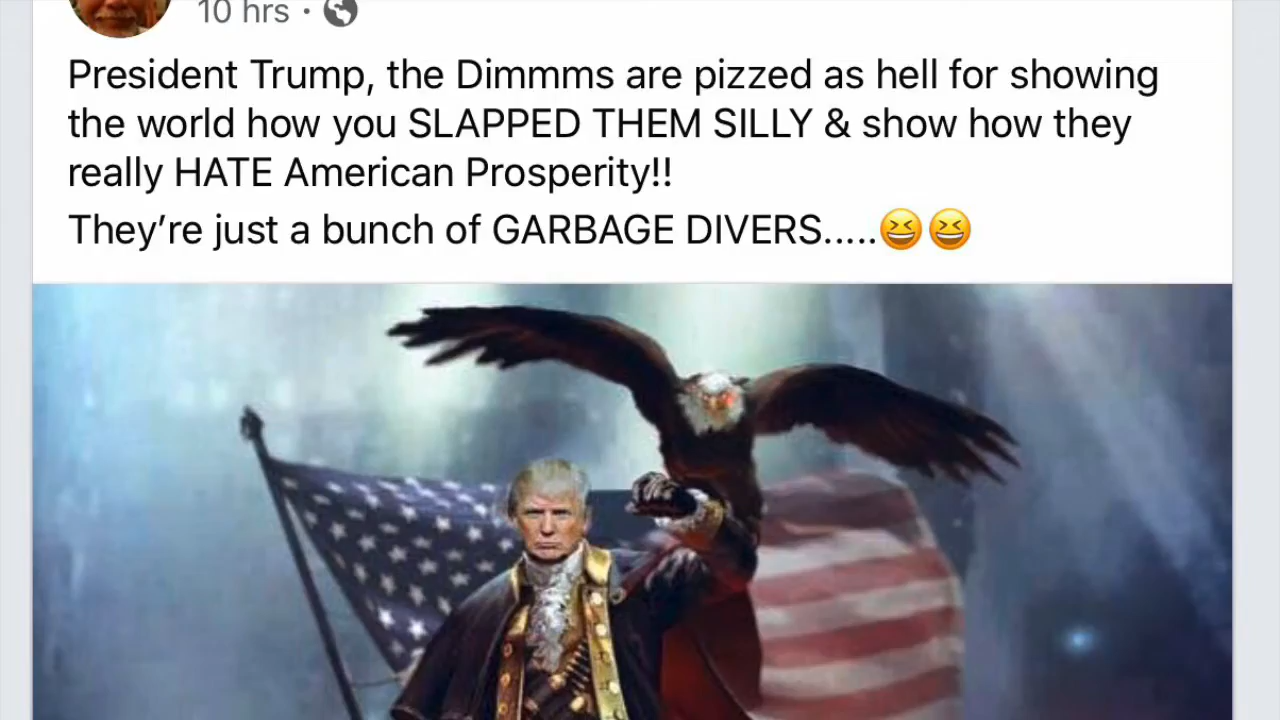 10 hrs ·
President Trump, the Dimmms are pizzed as hell for showing
the world how you SLAPPED THEM SILLY & show how they
really HATE American Prosperity!!
They’re just a bunch of GARBAGE DIVERS.....😆😆